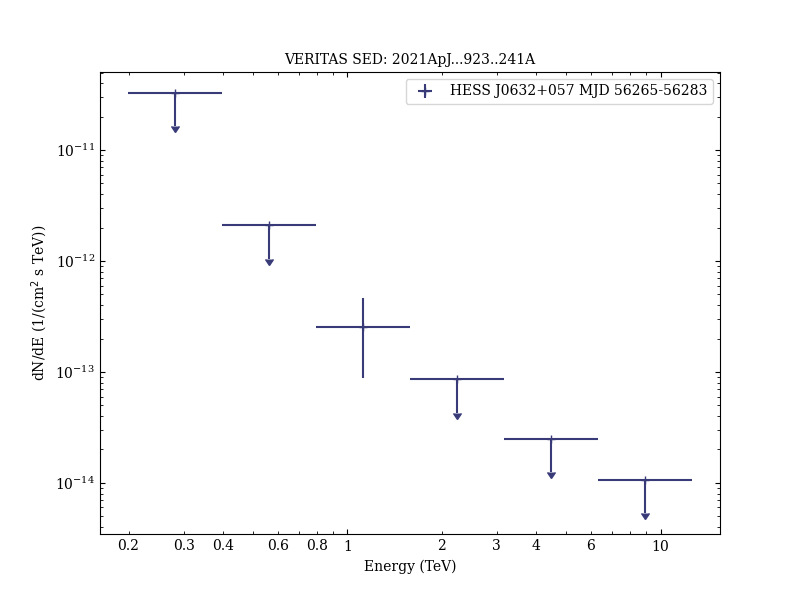 VERITAS SED: 2021ApJ...923..241A
HESS J0632+057 MJD 56265-56283
dN/dE (1/(cm² s TeV))
10⁻¹¹
10⁻¹²
10⁻¹³
10⁻¹⁴
0.2 0.3 0.4 0.6 0.8 1 2 3 4 6 10
Energy (TeV)